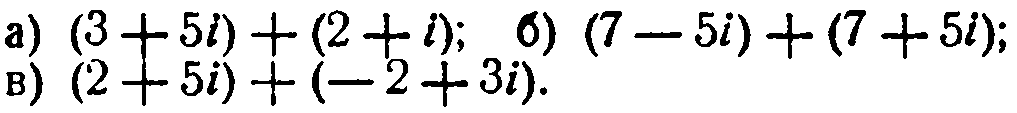 а) (3 + 5i) + (2 + i); б) (7 — 5i) + (7 + 5i);
в) (2 + 5i) + (— 2 + 3i).